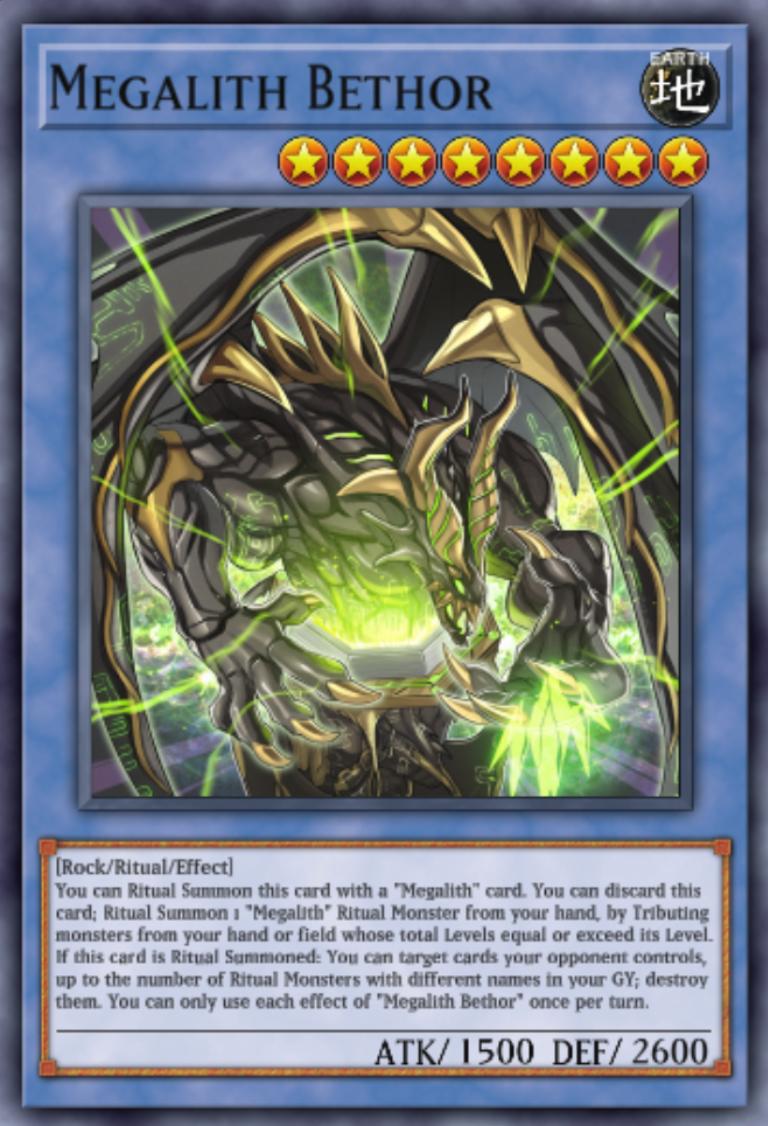 MEGALITH BETHOR
EARTH
地
[Rock/Ritual/Effect]
You can Ritual Summon this card with a "Megalith" card. You can discard this
card; Ritual Summon 1 "Megalith" Ritual Monster from your hand, by Tributing
monsters from your hand or field whose total Levels equal or exceed its Level.
If this card is Ritual Summoned: You can target cards your opponent controls,
up to the number of Ritual Monsters with different names in your GY; destroy
them. You can only use each effect of "Megalith Bethor" once per turn.
ATK/ 1500 DEF/ 2600